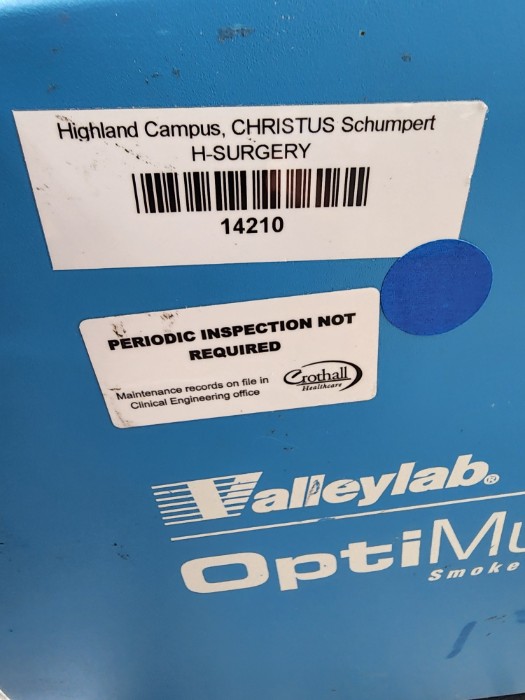 Highland Campus, CHRISTUS Schumpert
H-SURGERY
14210
PERIODIC INSPECTION NOT
REQUIRED
Maintenance records on file in
Clinical Engineering office
Crothall
Healthcare
Valleylab®
OptiMu
Smoke